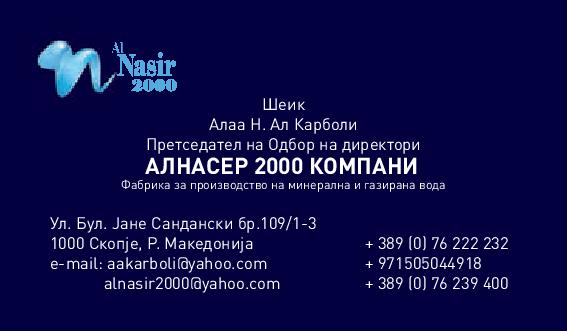 Al
Nasir
2000
Шеик
Алаа Н. Ал Карболи
Претседател на Одбор на директори
АЛНАСЕР 2000 КОМПАНИ
Фабрика за производство на минерална и газирана вода
Ул. Бул. Јане Сандански бр.109/1-3
1000 Скопје, Р. Македонија + 389 (0) 76 222 232
e-mail: aakarboli@yahoo.com + 971505044918
alnasir2000@yahoo.com + 389 (0) 76 239 400